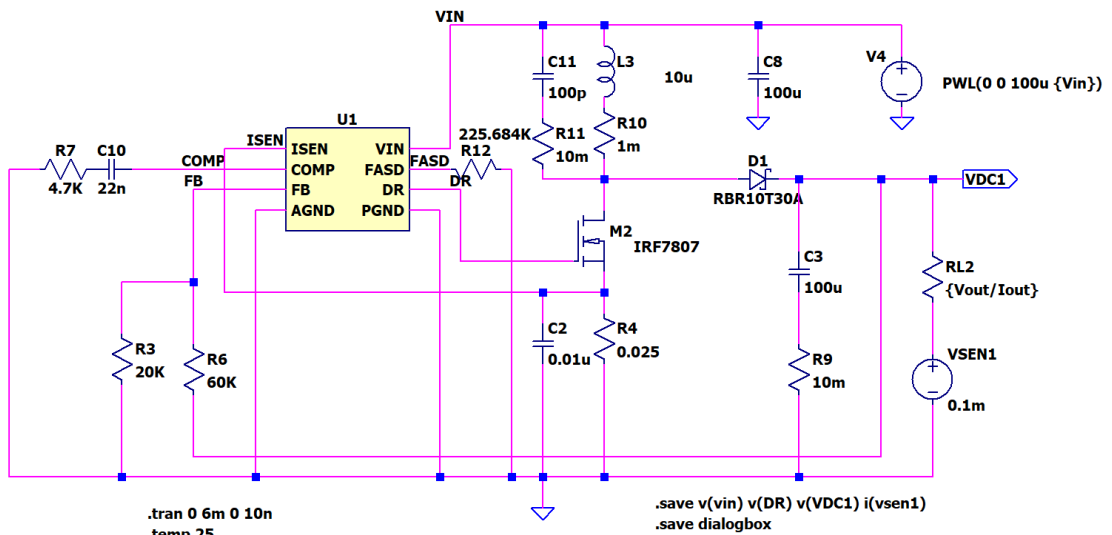 VIN
C11
100p
L3
10u
C8
100u
V4
PWL(0 0 100u {Vin})
U1
ISEN
ISEN
VIN
225.684K
R12
R11
10m
R10
1m
R7
4.7K
C10
22n
COMP
COMP
FASD
FASD
FB
FB
DR
DR
AGND
PGND
D1
RBR10T30A
VDC1
M2
IRF7807
C3
100u
RL2
{Vout/Iout}
R3
20K
R6
60K
C2
0.01u
R4
0.025
R9
10m
VSEN1
0.1m
.tran 0 6m 0 10n
.temp 25
.save v(vin) v(DR) v(VDC1) i(vsen1)
.save dialogbox